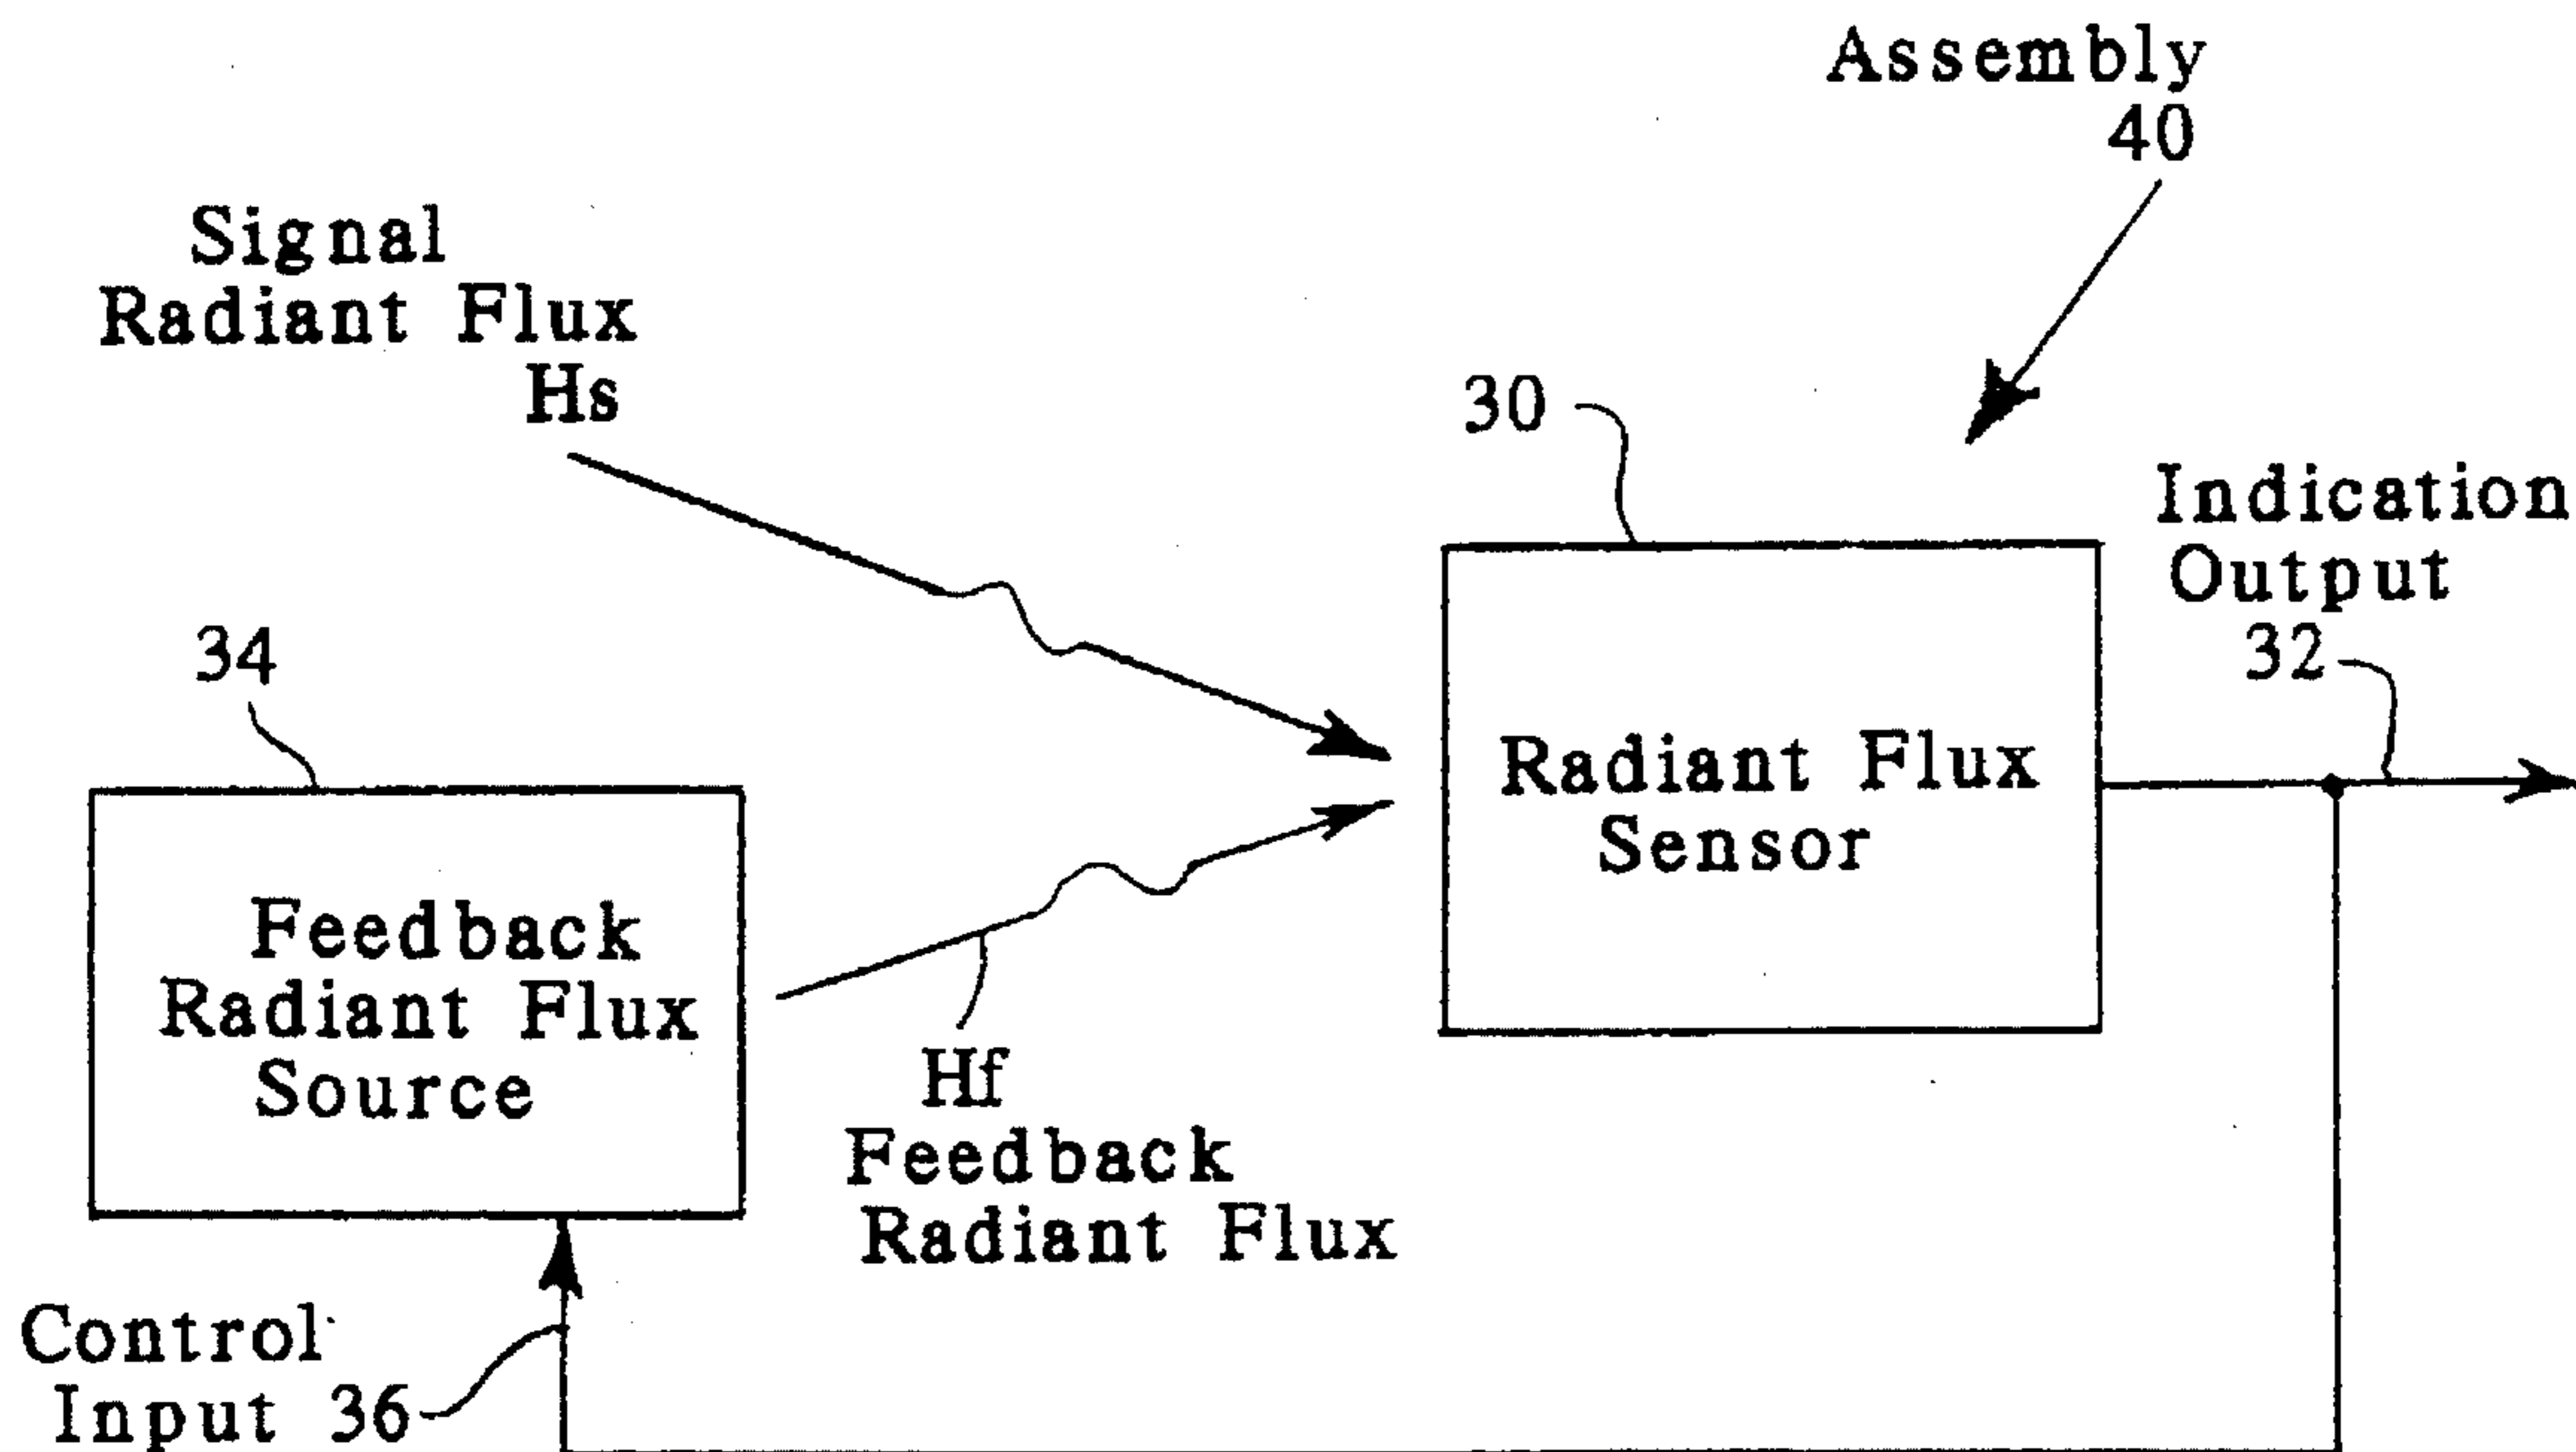 Assembly
40
Signal
Radiant Flux
Hs
30
Indication
Output
32
34
Radiant Flux
Sensor
Feedback
Radiant Flux
Source
Hf
Feedback
Radiant Flux
Control
Input 36